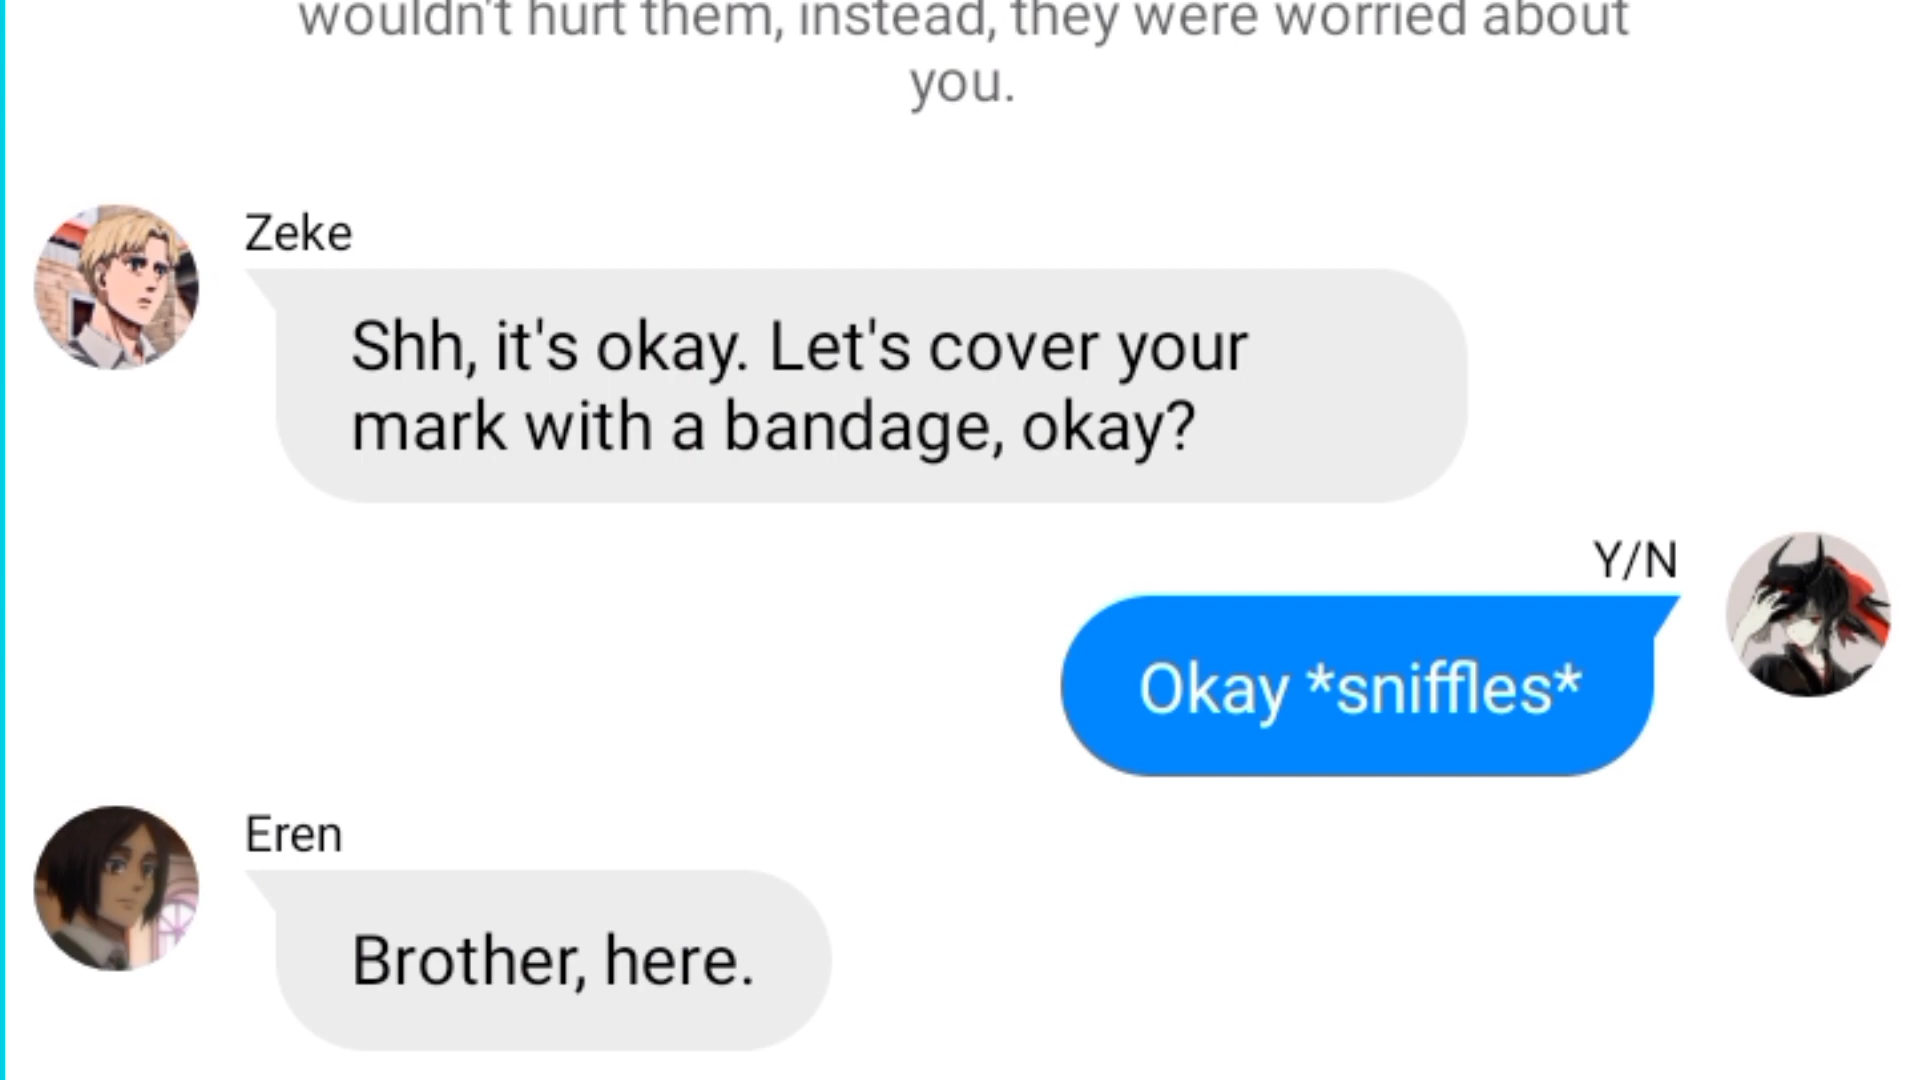 wouldn't hurt them, instead, they were worried about
you.
Zeke
Shh, it's okay. Let's cover your
mark with a bandage, okay?
Y/N
Okay *sniffles*
Eren
Brother, here.